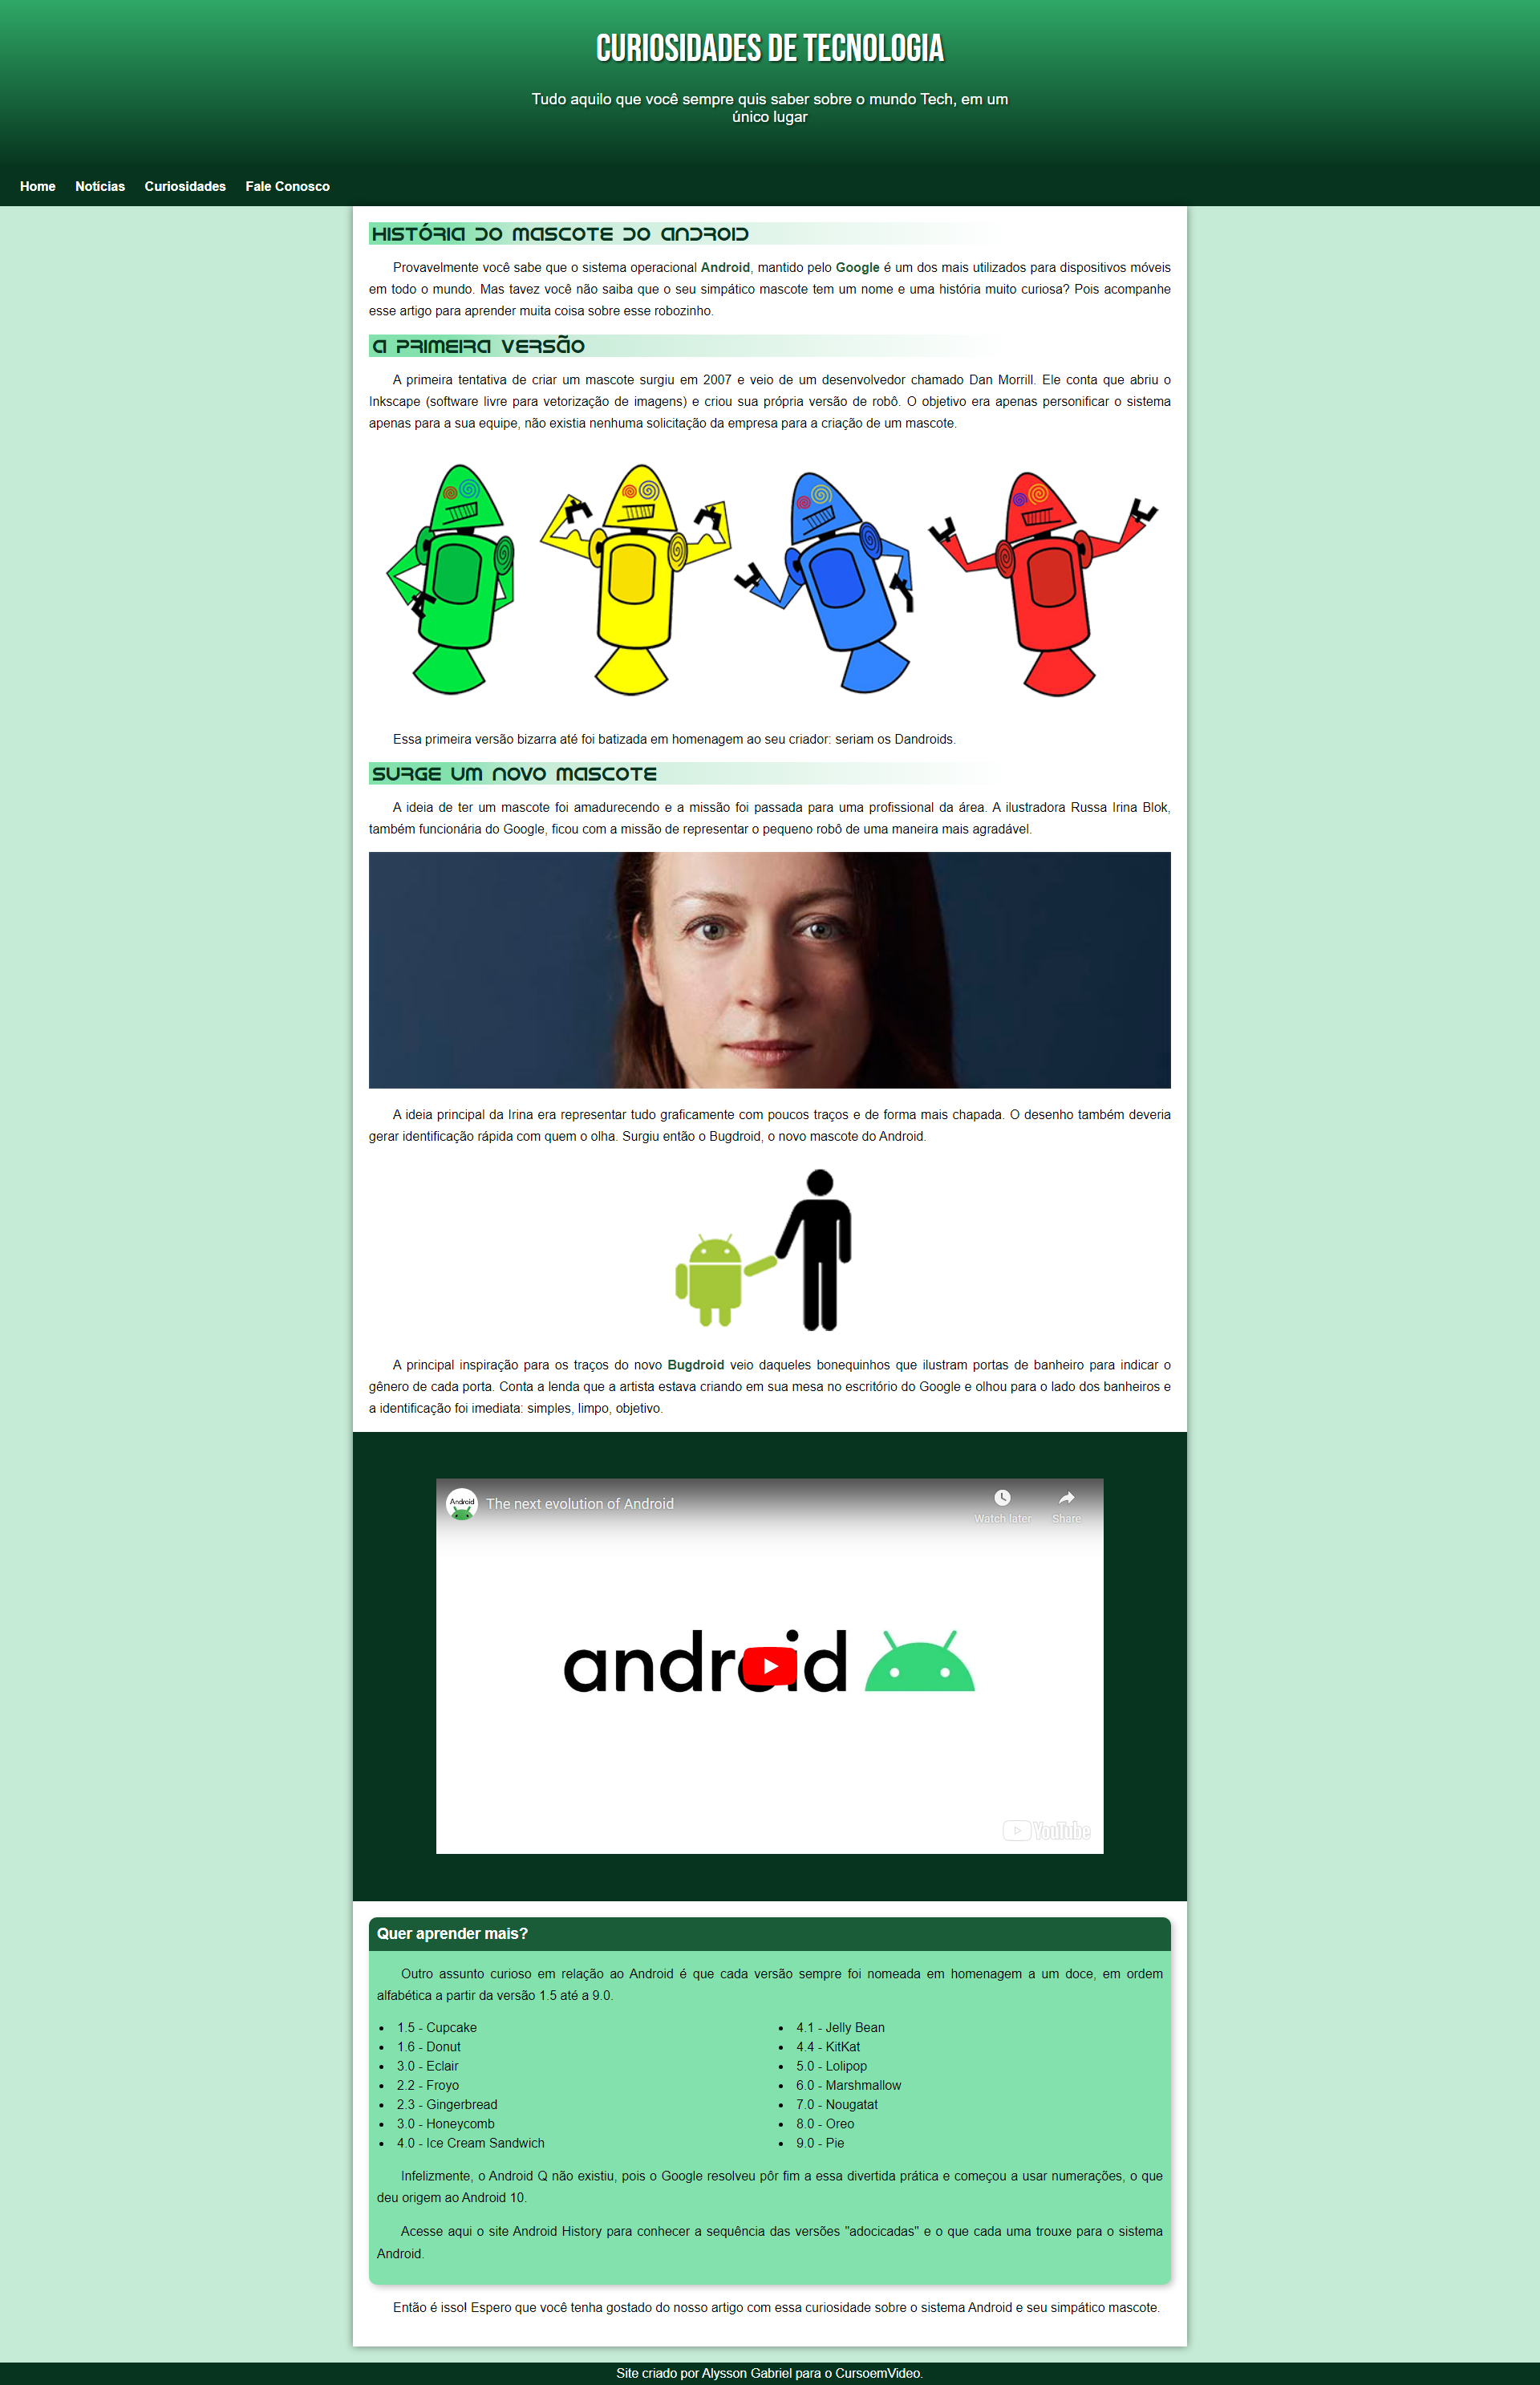 CURIOSIDADES DE TECNOLOGIA
Tudo aquilo que você sempre quis saber sobre o mundo Tech, em um
único lugar
Home Notícias Curiosidades Fale Conosco
História do Mascote do Android
Provavelmente você sabe que o sistema operacional Android, mantido pelo Google é um dos mais utilizados para dispositivos móveis
em todo o mundo. Mas tavez você não saiba que o seu simpático mascote tem um nome e uma história muito curiosa? Pois acompanhe
esse artigo para aprender muita coisa sobre esse robozinho.
A primeira versão
A primeira tentativa de criar um mascote surgiu em 2007 e veio de um desenvolvedor chamado Dan Morrill. Ele conta que abriu o
Inkscape (software livre para vetorização de imagens) e criou sua própria versão de robô. O objetivo era apenas personificar o sistema
apenas para a sua equipe, não existia nenhuma solicitação da empresa para a criação de um mascote.
Essa primeira versão bizarra até foi batizada em homenagem ao seu criador: seriam os Dandroids.
Surge um novo mascote
A ideia de ter um mascote foi amadurecendo e a missão foi passada para uma profissional da área. A ilustradora Russa Irina Blok,
também funcionária do Google, ficou com a missão de representar o pequeno robô de uma maneira mais agradável.
A ideia principal da Irina era representar tudo graficamente com poucos traços e de forma mais chapada. O desenho também deveria
gerar identificação rápida com quem o olha. Surgiu então o Bugdroid, o novo mascote do Android.
A principal inspiração para os traços do novo Bugdroid veio daqueles bonequinhos que ilustram portas de banheiro para indicar o
gênero de cada porta. Conta a lenda que a artista estava criando em sua mesa no escritório do Google e olhou para o lado dos banheiros e
a identificação foi imediata: simples, limpo, objetivo.
Android
The next evolution of Android
Watch later
Share
android
YouTube
Quer aprender mais?
Outro assunto curioso em relação ao Android é que cada versão sempre foi nomeada em homenagem a um doce, em ordem
alfabética a partir da versão 1.5 até a 9.0.
• 1.5 - Cupcake
• 1.6 - Donut
• 3.0 - Eclair
• 2.2 - Froyo
• 2.3 - Gingerbread
• 3.0 - Honeycomb
• 4.0 - Ice Cream Sandwich
• 4.1 - Jelly Bean
• 4.4 - KitKat
• 5.0 - Lolipop
• 6.0 - Marshmallow
• 7.0 - Nougatat
• 8.0 - Oreo
• 9.0 - Pie
Infelizmente, o Android Q não existiu, pois o Google resolveu pôr fim a essa divertida prática e começou a usar numerações, o que
deu origem ao Android 10.
Acesse aqui o site Android History para conhecer a sequência das versões "adocicadas" e o que cada uma trouxe para o sistema
Android.
Então é isso! Espero que você tenha gostado do nosso artigo com essa curiosidade sobre o sistema Android e seu simpático mascote.
Site criado por Alysson Gabriel para o CursoemVideo.